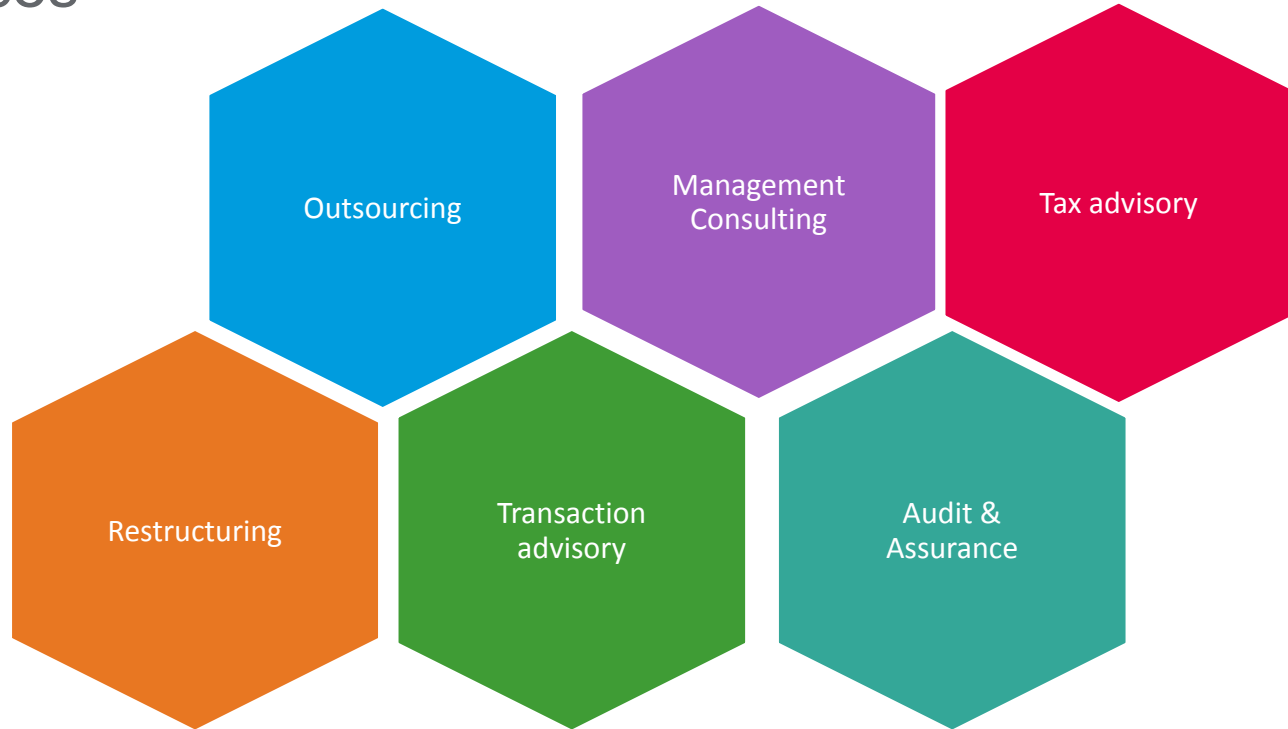 Outsourcing
Management
Consulting
Tax advisory
Restructuring
Transaction
advisory
Audit &
Assurance